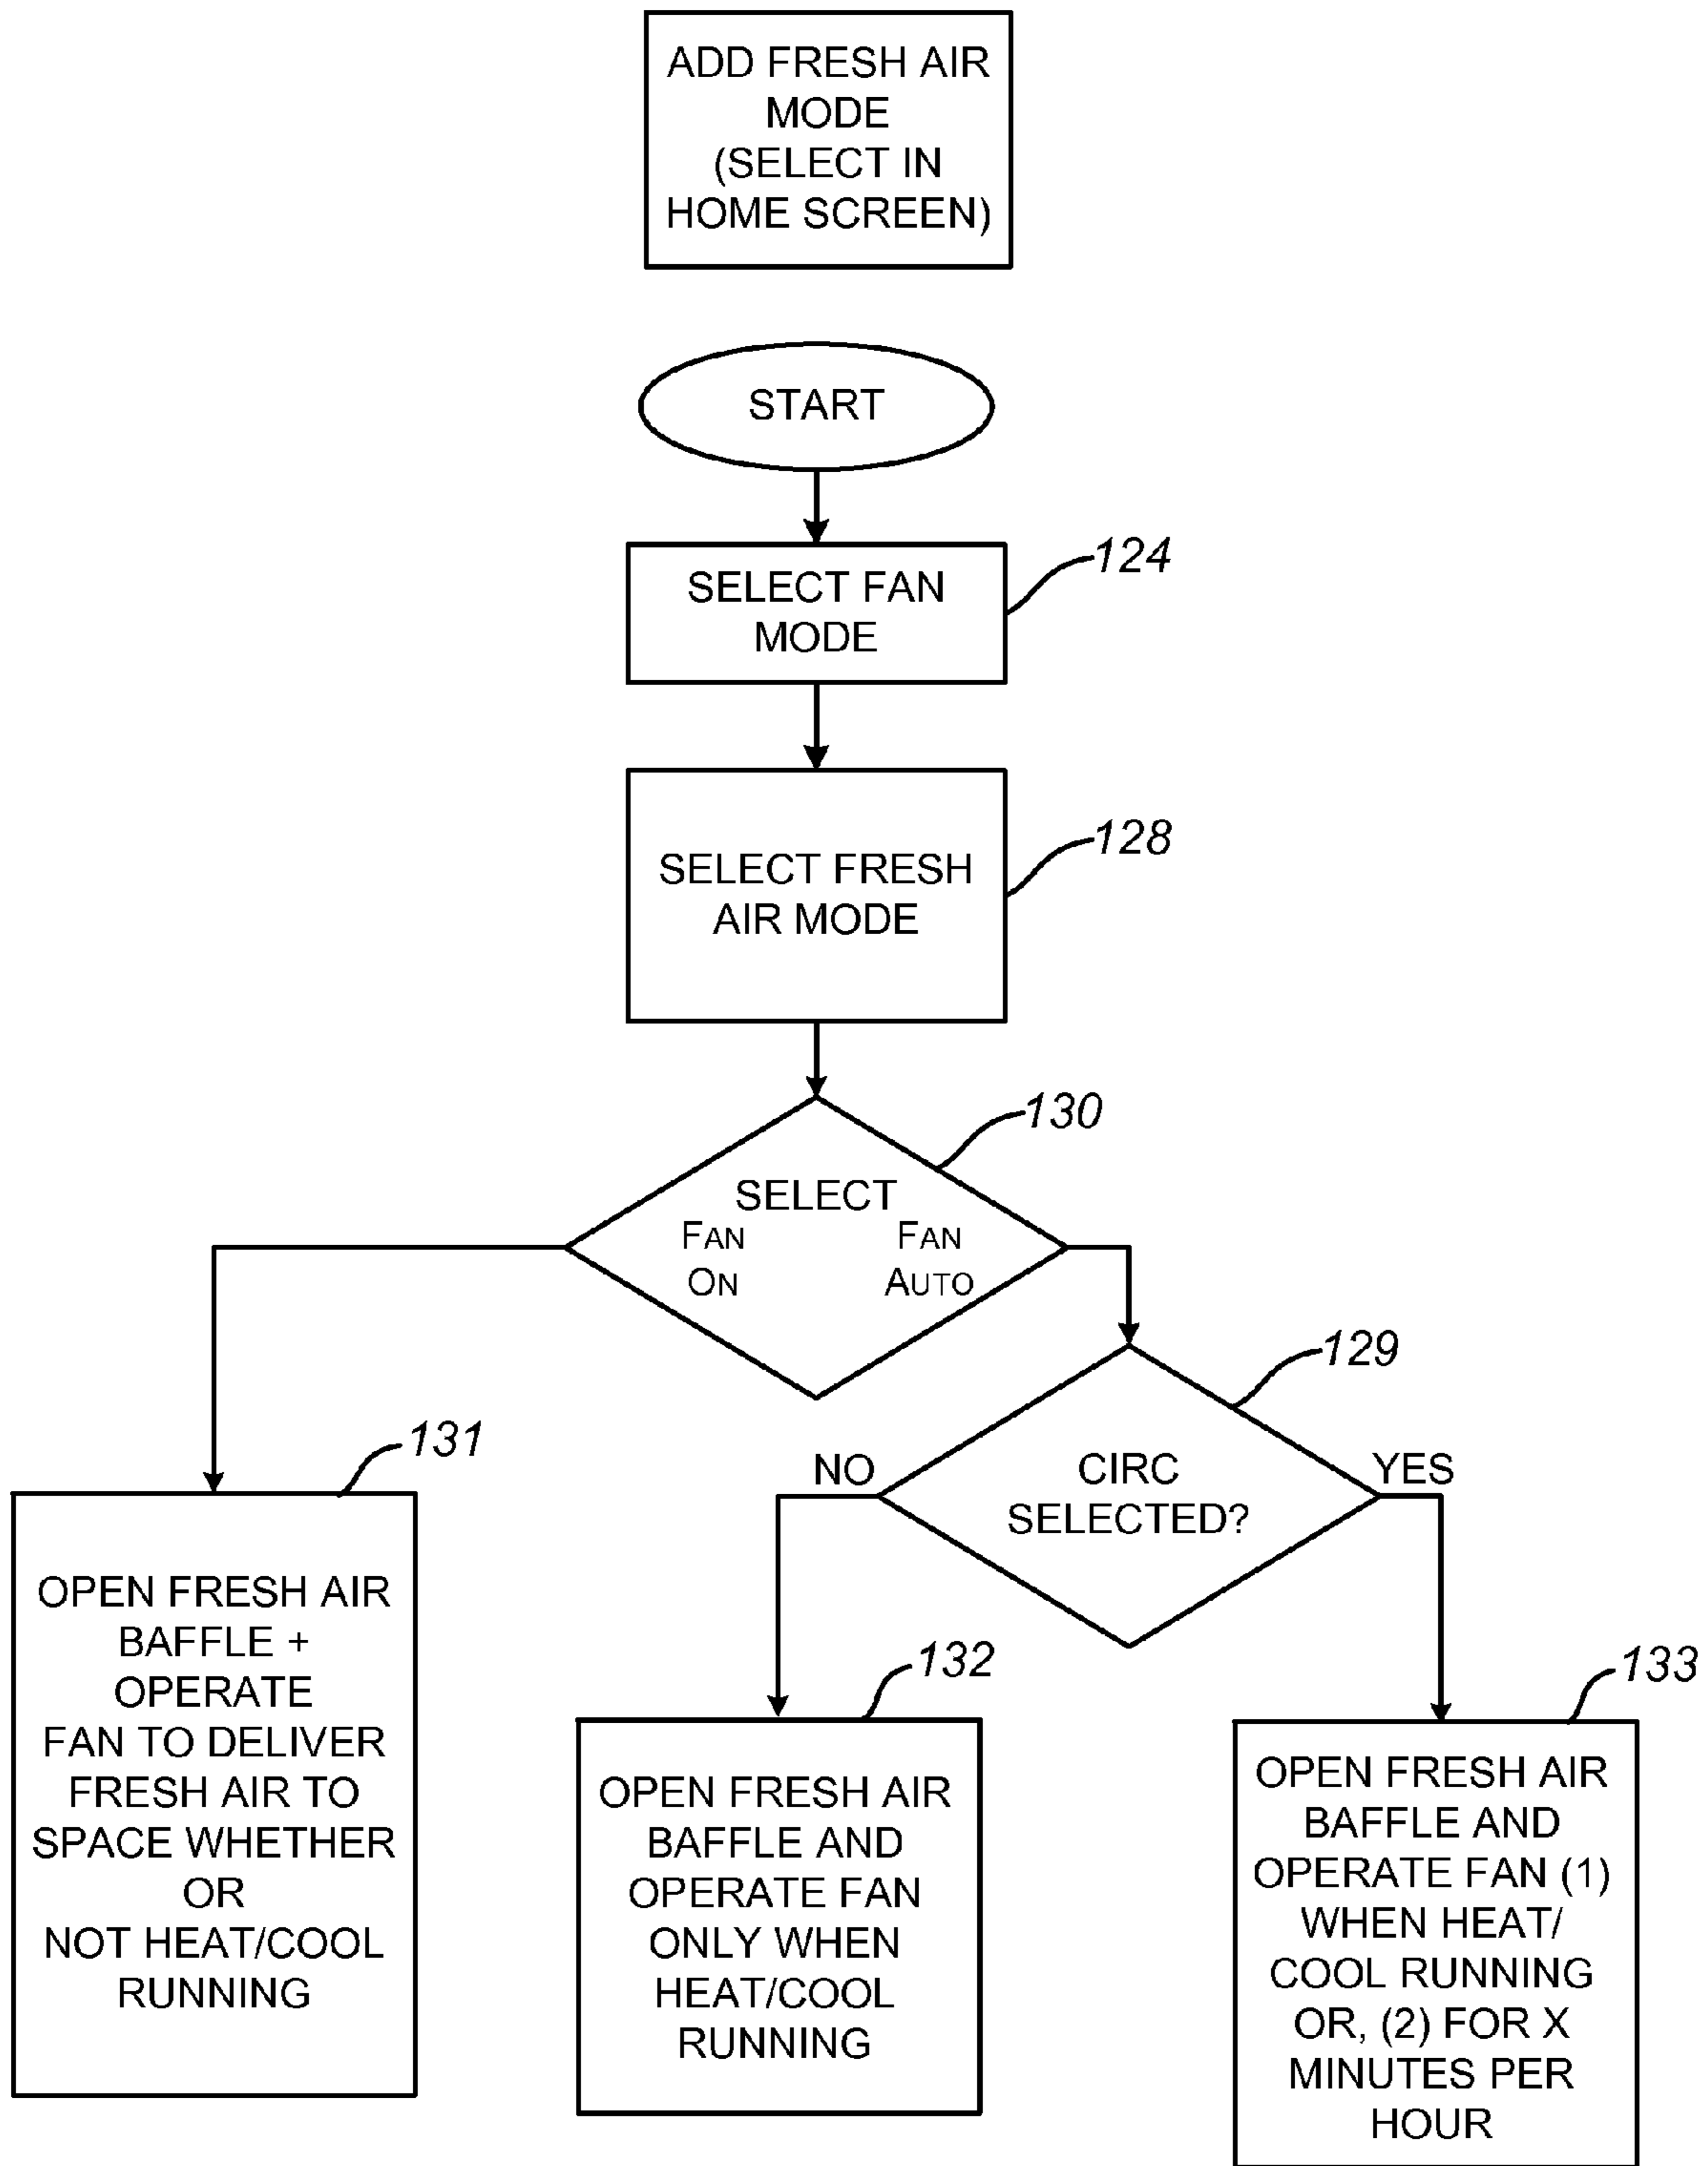 ADD FRESH AIR
MODE
(SELECT IN
HOME SCREEN)
START
124
SELECT FAN
MODE
128
SELECT FRESH
AIR MODE
130
SELECT
FAN
ON
FAN
AUTO
129
CIRC
SELECTED?
NO
YES
131
OPEN FRESH AIR
BAFFLE +
OPERATE
FAN TO DELIVER
FRESH AIR TO
SPACE WHETHER
OR
NOT HEAT/COOL
RUNNING
132
OPEN FRESH AIR
BAFFLE AND
OPERATE FAN
ONLY WHEN
HEAT/COOL
RUNNING
133
OPEN FRESH AIR
BAFFLE AND
OPERATE FAN (1)
WHEN HEAT/
COOL RUNNING
OR, (2) FOR X
MINUTES PER
HOUR